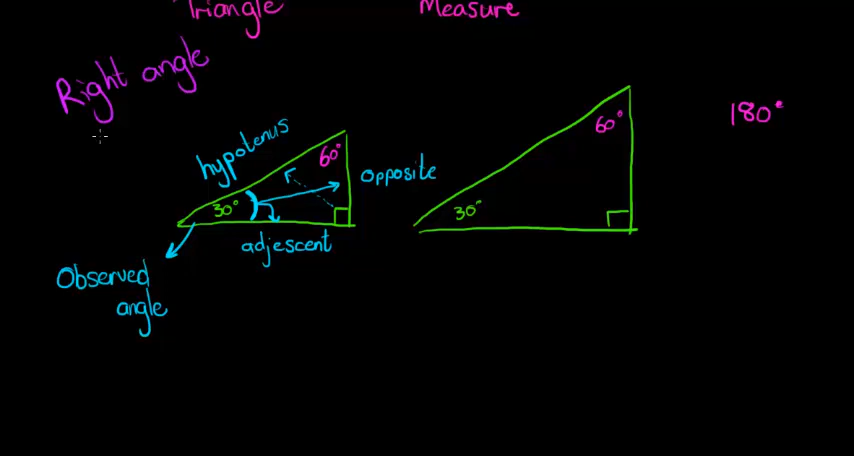 Triangle Measure
Right angle
hypotenus
60°
Opposite
30°
adjescent
Observed
angle
60°
30°
180°